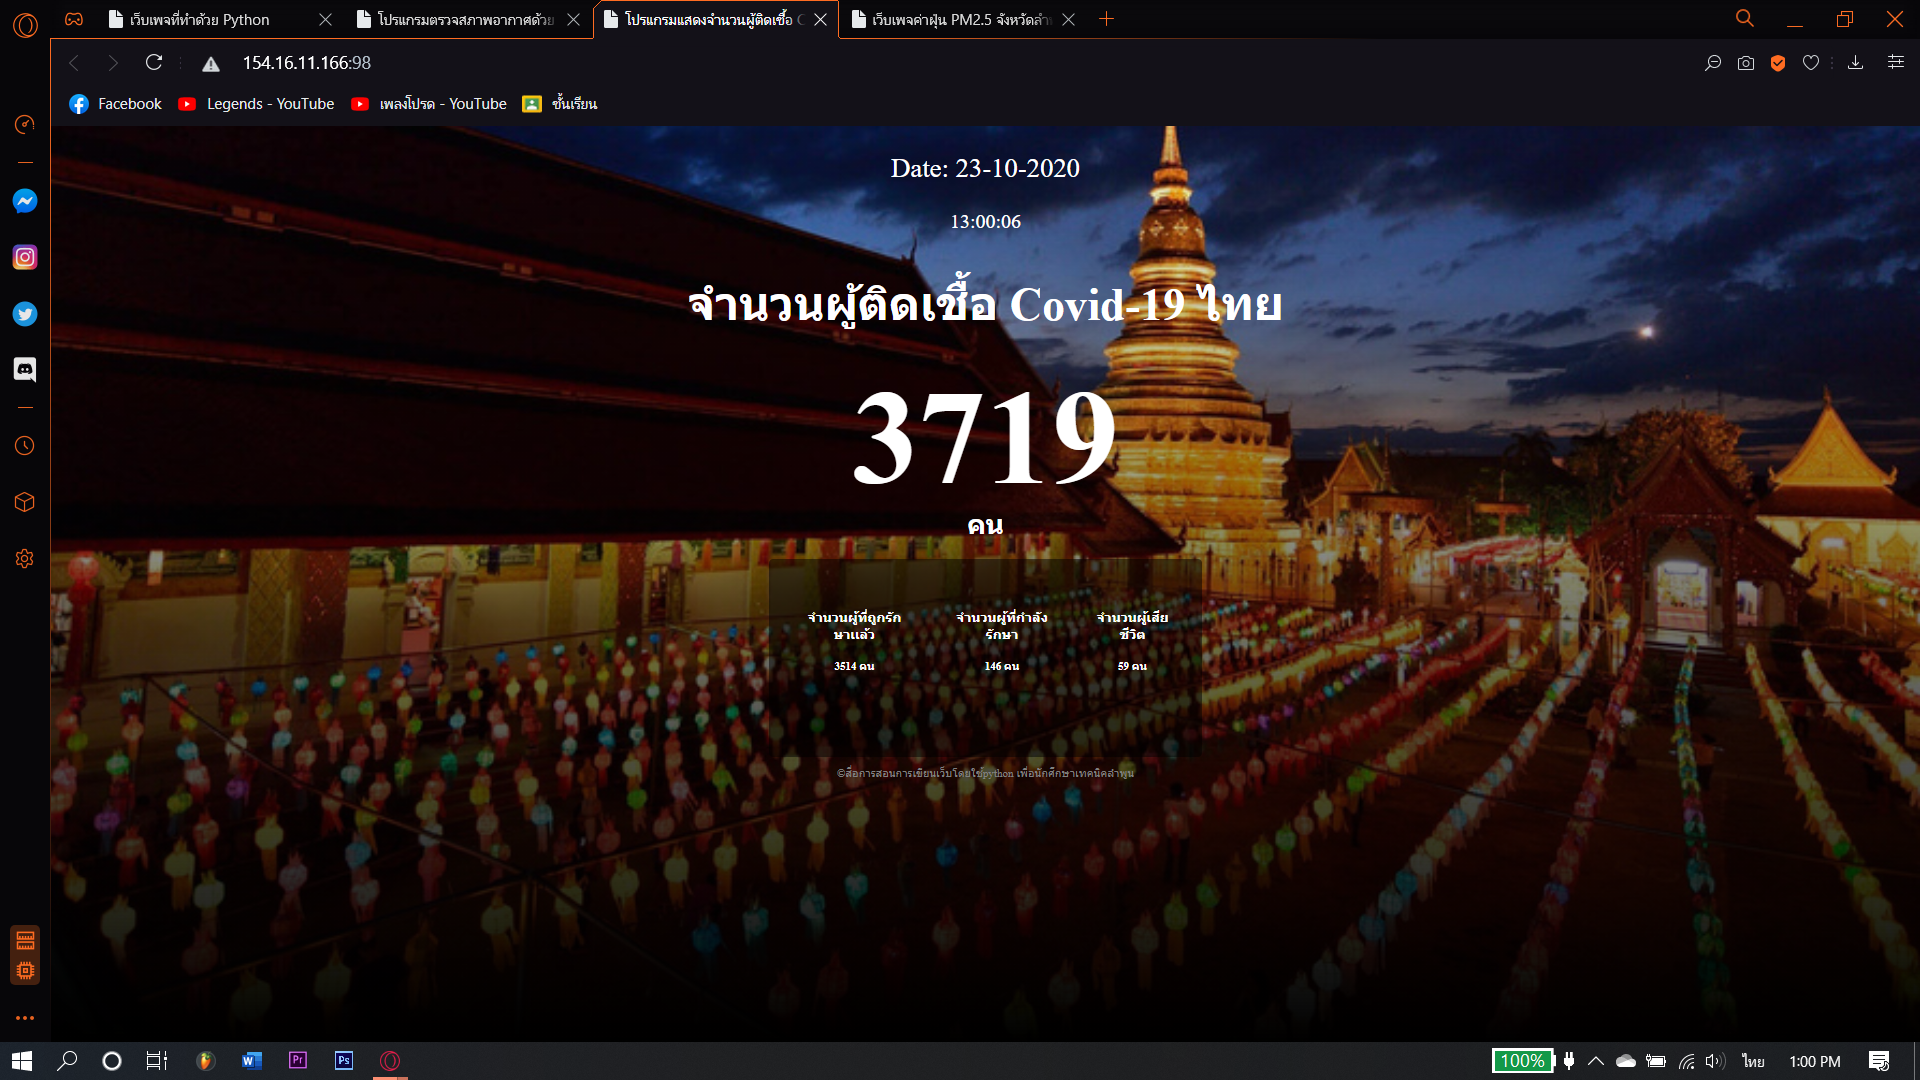 เว็บเพจที่ทำด้วย Python
โปรแกรมตรวจสภาพอากาศด้วย
โปรแกรมแสดงจำนวนผู้ติดเชื้อ C
เว็บเพจค่าฝุ่น PM2.5 จังหวัดลำพ
154.16.11.166:98
Facebook
Legends - YouTube
เพลงโปรด - YouTube
ชั้นเรียน
Date: 23-10-2020
13:00:06
จำนวนผู้ติดเชื้อ Covid-19 ไทย
3719
คน
จำนวนผู้ที่ถูกรัก
ษาแล้ว
3514 คน
จำนวนผู้ที่กำลัง
รักษา
146 คน
จำนวนผู้เสีย
ชีวิต
59 คน
©สื่อการสอนการเขียนเว็บโดยใช้python เพื่อนักศึกษาเทคนิคลำพูน
W
Pr
Ps
100%
ไทย
1:00 PM